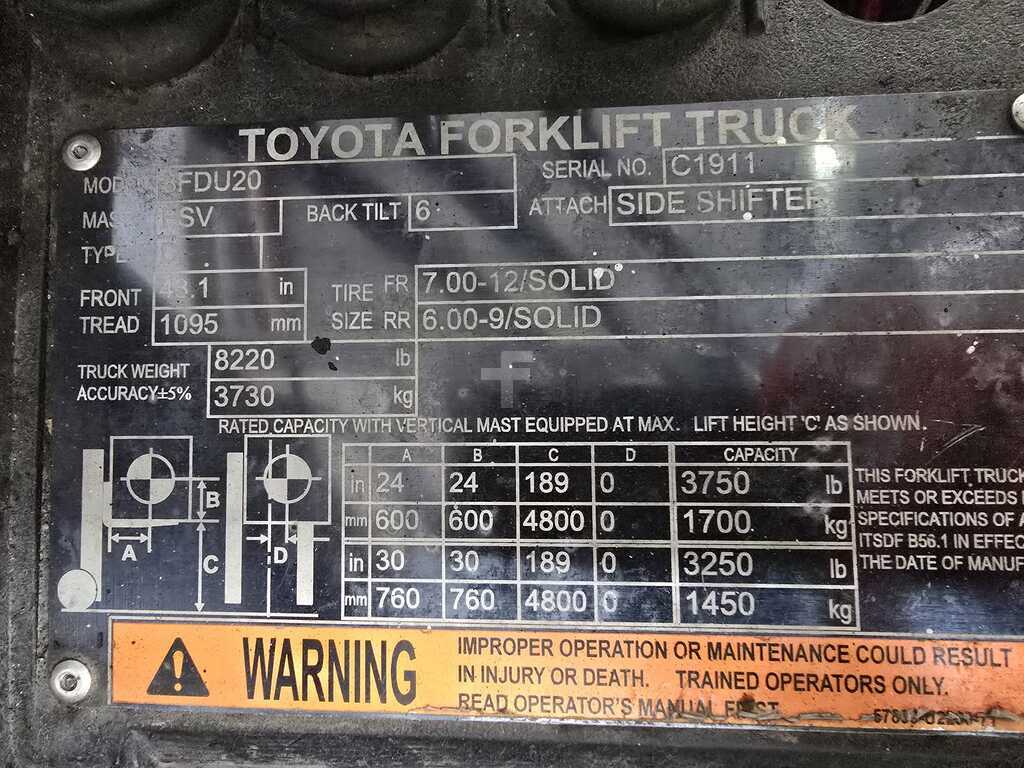 TOYOTA FORKLIFT TRUCK
FDU20 SERIAL NO. C1911
SV BACK TILT 6 ATTACH SIDE SHIFTER
TYPE
FRONT TREAD .1 in 1095 mm
TIRE SIZE FR 7.00-12/SOLID
RR 6.00-9/SOLID
TRUCK WEIGHT 8220 lb
ACCURACY±5% 3730 kg
RATED CAPACITY WITH VERTICAL MAST EQUIPPED AT MAX. LIFT HEIGHT 'C' AS SHOWN.
A B C D CAPACITY
in 24 24 189 0 3750 lb
mm 600 600 4800 0 1700 kg
in 30 30 189 0 3250 lb
mm 760 760 4800 0 1450 kg
A B C D
THIS FORKLIFT TRUCK
MEETS OR EXCEEDS
SPECIFICATIONS OF
ITSDF B56.1 IN EFFEC
THE DATE OF MANUF
WARNING
IMPROPER OPERATION OR MAINTENANCE COULD RESULT
IN INJURY OR DEATH. TRAINED OPERATORS ONLY.
READ OPERATOR'S MANUAL FIRST